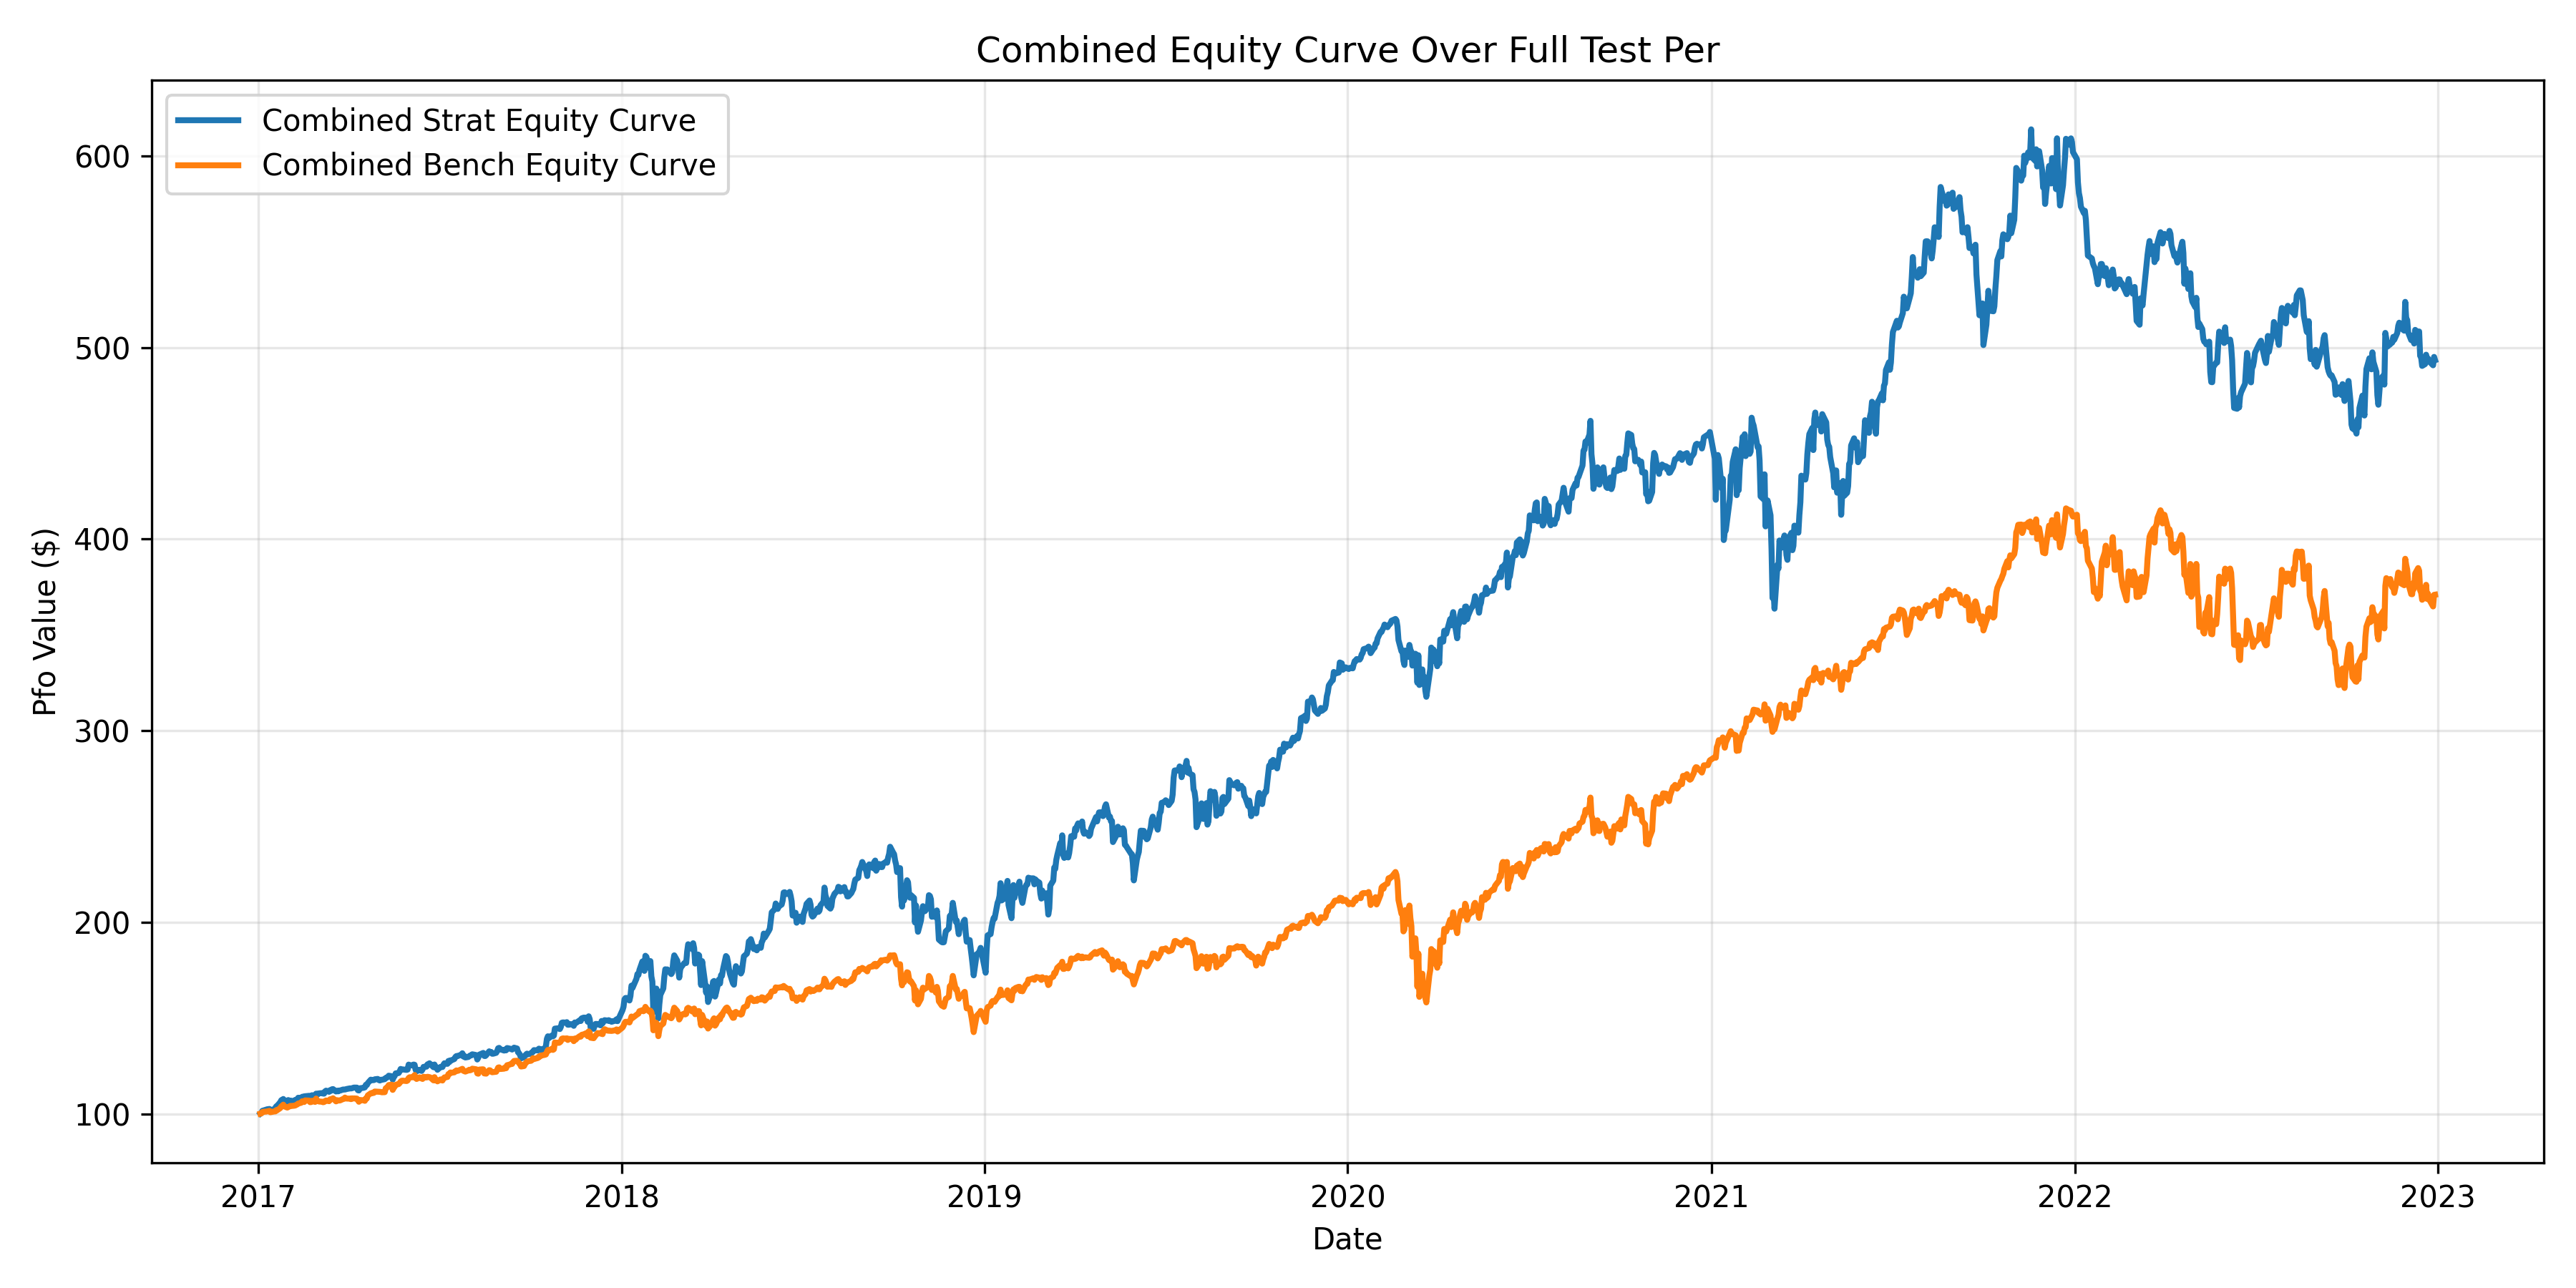 Combined Equity Curve Over Full Test Per
Combined Strat Equity Curve
Combined Bench Equity Curve
Pfo Value ($)
600
500
400
300
200
100
2017 2018 2019 2020 2021 2022 2023
Date